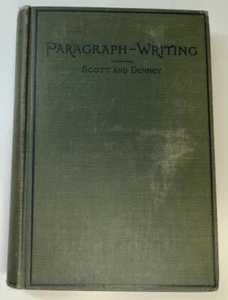 PARAGRAPH-WRITING
SCOTT AND DENNEY